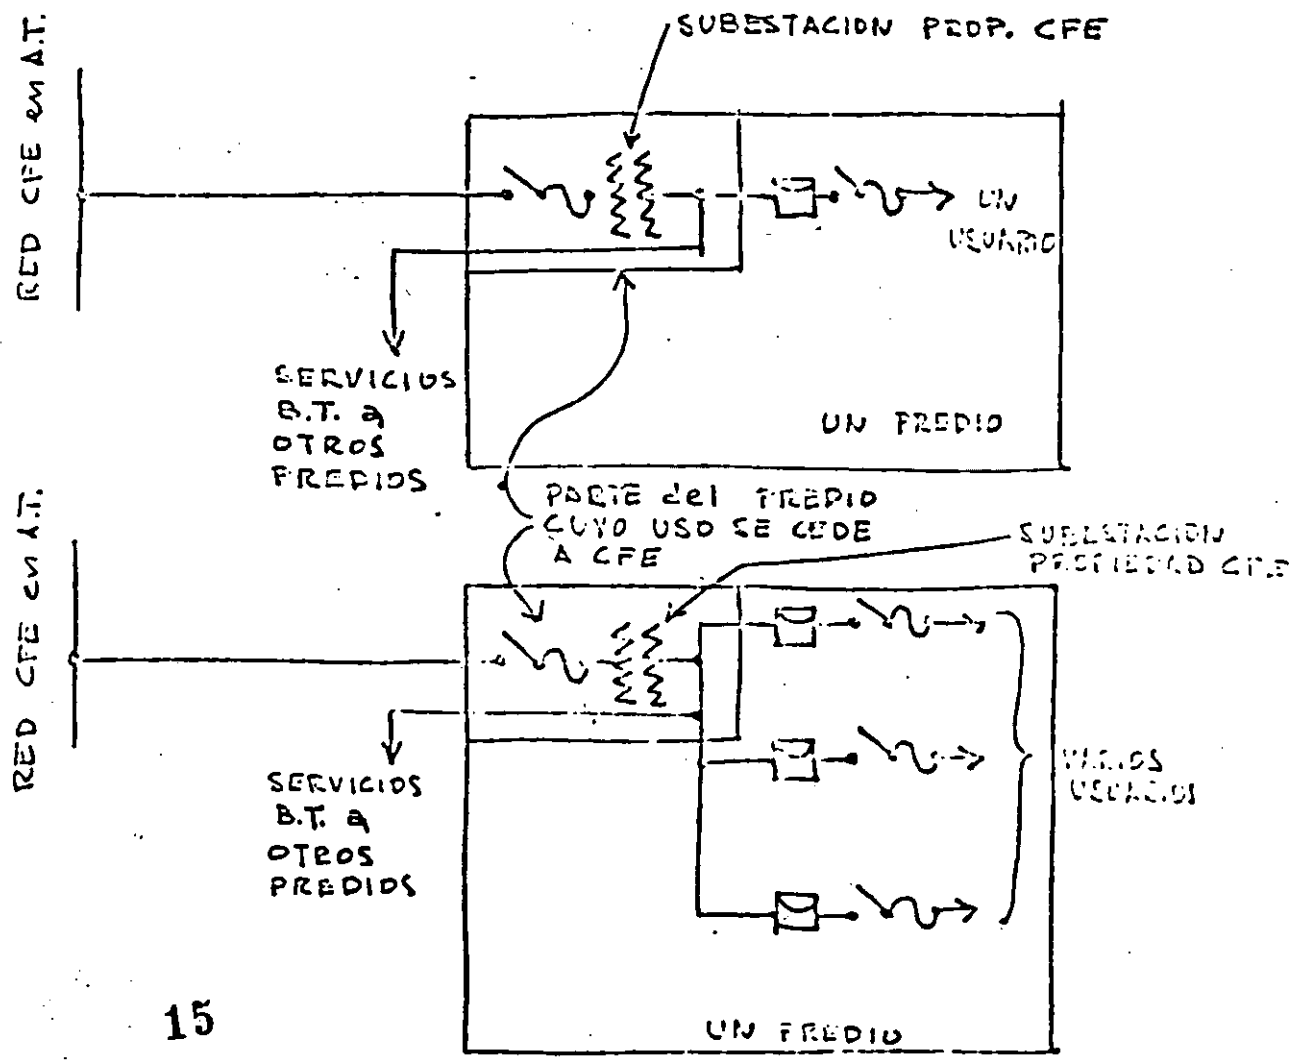 RED CFE en A.T.
SUBESTACION PROP. CFE
UN
USUARIO
SERVICIOS
B.T. a
OTROS
PREDIOS
UN PREDIO
PARTE del PREDIO
CUYO USO SE CEDE
A CFE
RED CFE en A.T.
SUBESTACION
PROPIEDAD CFE
VARIOS
USUARIOS
SERVICIOS
B.T. a
OTROS
PREDIOS
UN PREDIO
15